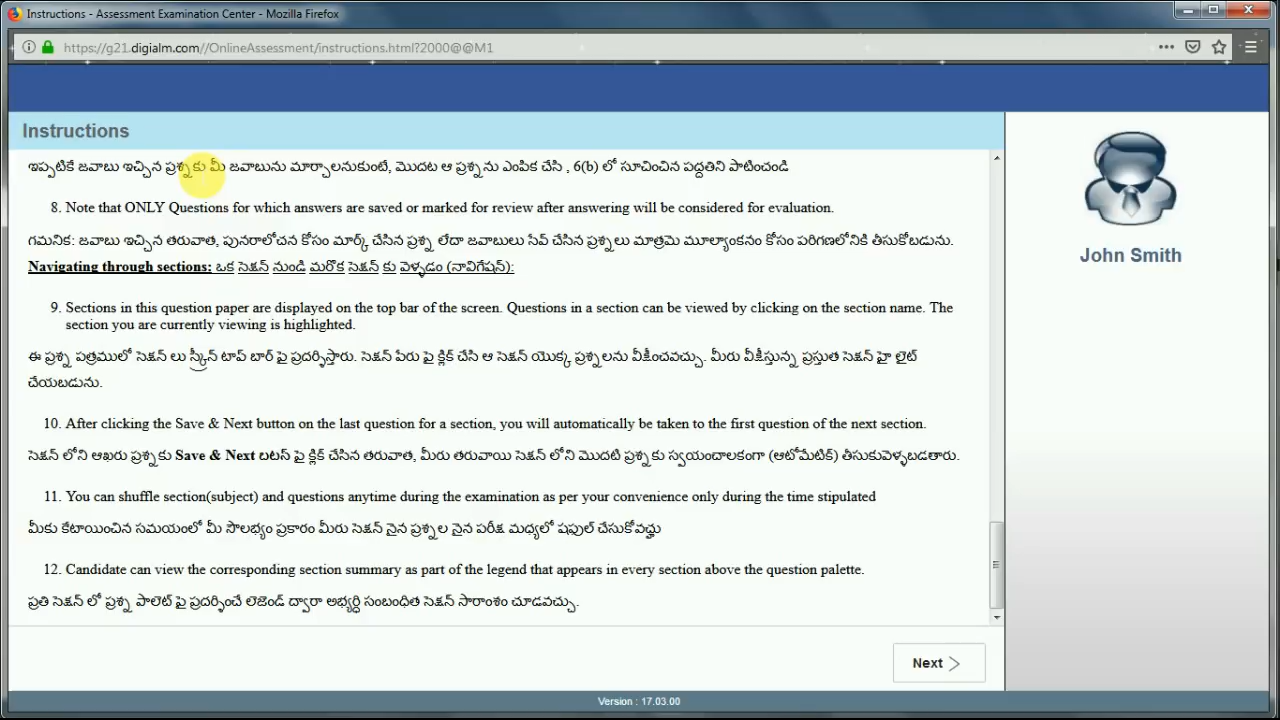 Instructions - Assessment Examination Center - Mozilla Firefox
https://g21.digialm.com//OnlineAssessment/instructions.html?2000@@M1
Instructions
ఇప్పటికే జవాబు ఇచ్చిన ప్రశ్నకు మీ జవాబును మార్చాలనుకుంటే, మొదట ఆ ప్రశ్నను ఎంపిక చేసి , 6(b) లో సూచించిన పద్దతిని పాటించండి
8. Note that ONLY Questions for which answers are saved or marked for review after answering will be considered for evaluation.
గమనిక: జవాబు ఇచ్చిన తరువాత, పునరాలోచన కోసం మార్క్ చేసిన ప్రశ్న లేదా జవాబులు సేవ్ చేసిన ప్రశ్నలు మాత్రమె మూల్యాంకనం కోసం పరిగణలోనికి తీసుకోబడును.
Navigating through sections: ఒక సెక్షన్ నుండి మరొక సెక్షన్ కు వెళ్ళడం (నావిగేషన్):
9. Sections in this question paper are displayed on the top bar of the screen. Questions in a section can be viewed by clicking on the section name. The
section you are currently viewing is highlighted.
ఈ ప్రశ్న పత్రములో సెక్షన్ లు స్క్రీన్ టాప్ బార్ పై ప్రదర్శిస్తారు. సెక్షన్ పేరు పై క్లిక్ చేసి ఆ సెక్షన్ యొక్క ప్రశ్నలను వీక్షించవచ్చు. మీరు వీక్షిస్తున్న ప్రస్తుత సెక్షన్ హై లైట్
చేయబడును.
10. After clicking the Save & Next button on the last question for a section, you will automatically be taken to the first question of the next section.
సెక్షన్ లోని ఆఖరు ప్రశ్నకు Save & Next బటన్ పై క్లిక్ చేసిన తరువాత, మీరు తరువాయి సెక్షన్ లోని మొదటి ప్రశ్నకు స్వయంచాలకంగా (ఆటోమేటిక్) తీసుకువెళ్ళబడతారు.
11. You can shuffle section(subject) and questions anytime during the examination as per your convenience only during the time stipulated
మీకు కేటాయించిన సమయంలో మీ సౌలభ్యం ప్రకారం మీరు సెక్షన్ నైన ప్రశ్నల నైన పరీక్ష మధ్యలో షఫుల్ చేసుకోవచ్చు
12. Candidate can view the corresponding section summary as part of the legend that appears in every section above the question palette.
ప్రతి సెక్షన్ లో ప్రశ్న పాలెట్ పై ప్రదర్శించే లెజెండ్ ద్వారా అభ్యర్ధి సంబంధిత సెక్షన్ సారాంశం చూడవచ్చు.
Next
Version : 17.03.00
John Smith